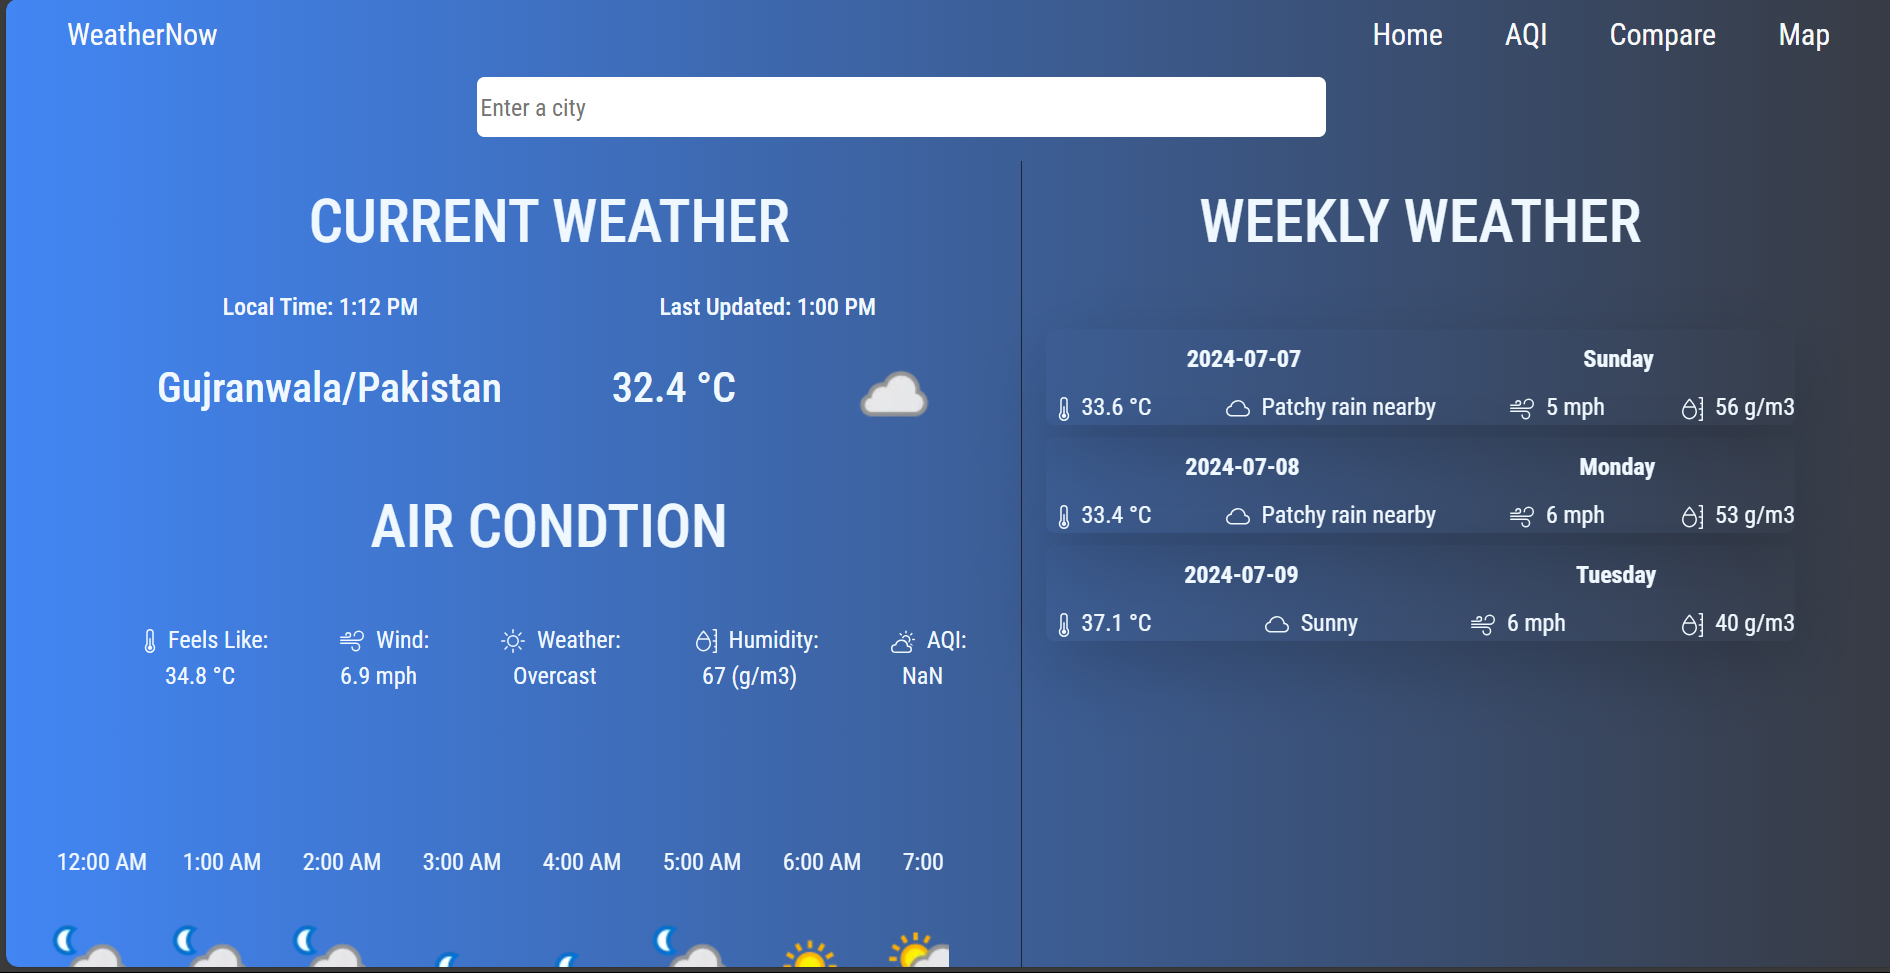 WeatherNow Home AQI Compare Map
Enter a city
CURRENT WEATHER
Local Time: 1:12 PM Last Updated: 1:00 PM
Gujranwala/Pakistan 32.4 °C
AIR CONDTION
Feels Like: Wind: Weather: Humidity: AQI:
34.8 °C 6.9 mph Overcast 67 (g/m3) NaN
12:00 AM 1:00 AM 2:00 AM 3:00 AM 4:00 AM 5:00 AM 6:00 AM 7:00
WEEKLY WEATHER
2024-07-07 Sunday
33.6 °C Patchy rain nearby 5 mph 56 g/m3
2024-07-08 Monday
33.4 °C Patchy rain nearby 6 mph 53 g/m3
2024-07-09 Tuesday
37.1 °C Sunny 6 mph 40 g/m3